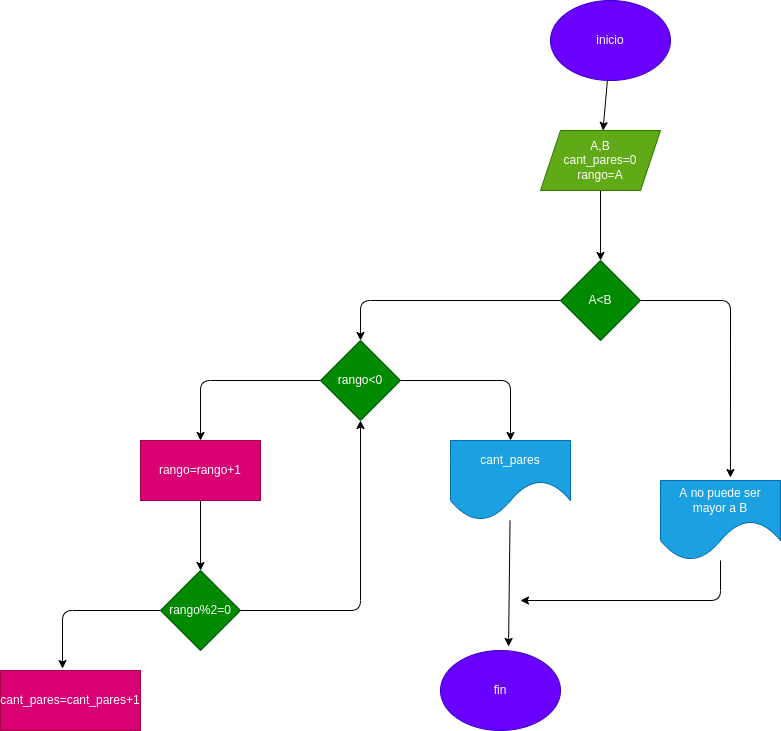 inicio
A,B
cant_pares=0
rango=A
A<B
rango<0
rango=rango+1
cant_pares
A no puede ser
mayor a B
rango%2=0
cant_pares=cant_pares+1
fin